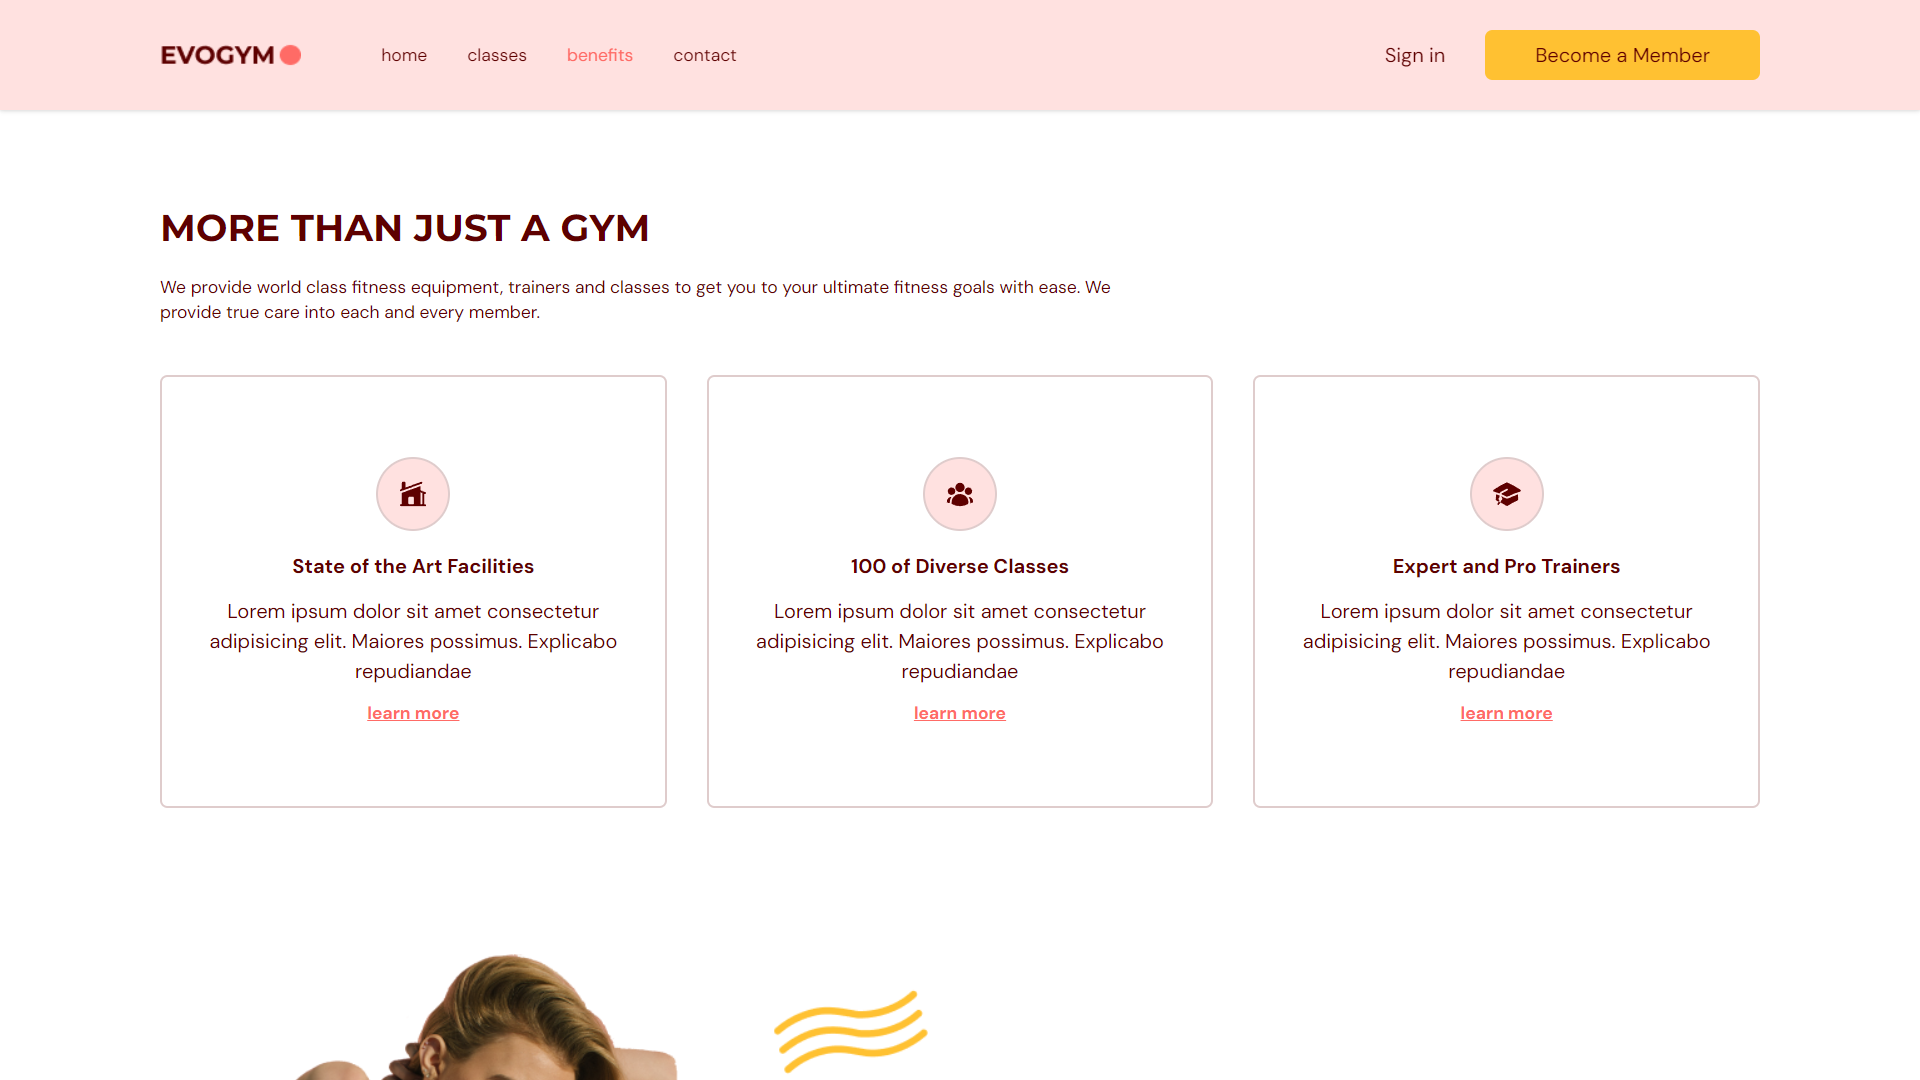 EVOGYM
home classes benefits contact
Sign in
Become a Member
MORE THAN JUST A GYM
We provide world class fitness equipment, trainers and classes to get you to your ultimate fitness goals with ease. We
provide true care into each and every member.
State of the Art Facilities
Lorem ipsum dolor sit amet consectetur
adipisicing elit. Maiores possimus. Explicabo
repudiandae
learn more
100 of Diverse Classes
Lorem ipsum dolor sit amet consectetur
adipisicing elit. Maiores possimus. Explicabo
repudiandae
learn more
Expert and Pro Trainers
Lorem ipsum dolor sit amet consectetur
adipisicing elit. Maiores possimus. Explicabo
repudiandae
learn more